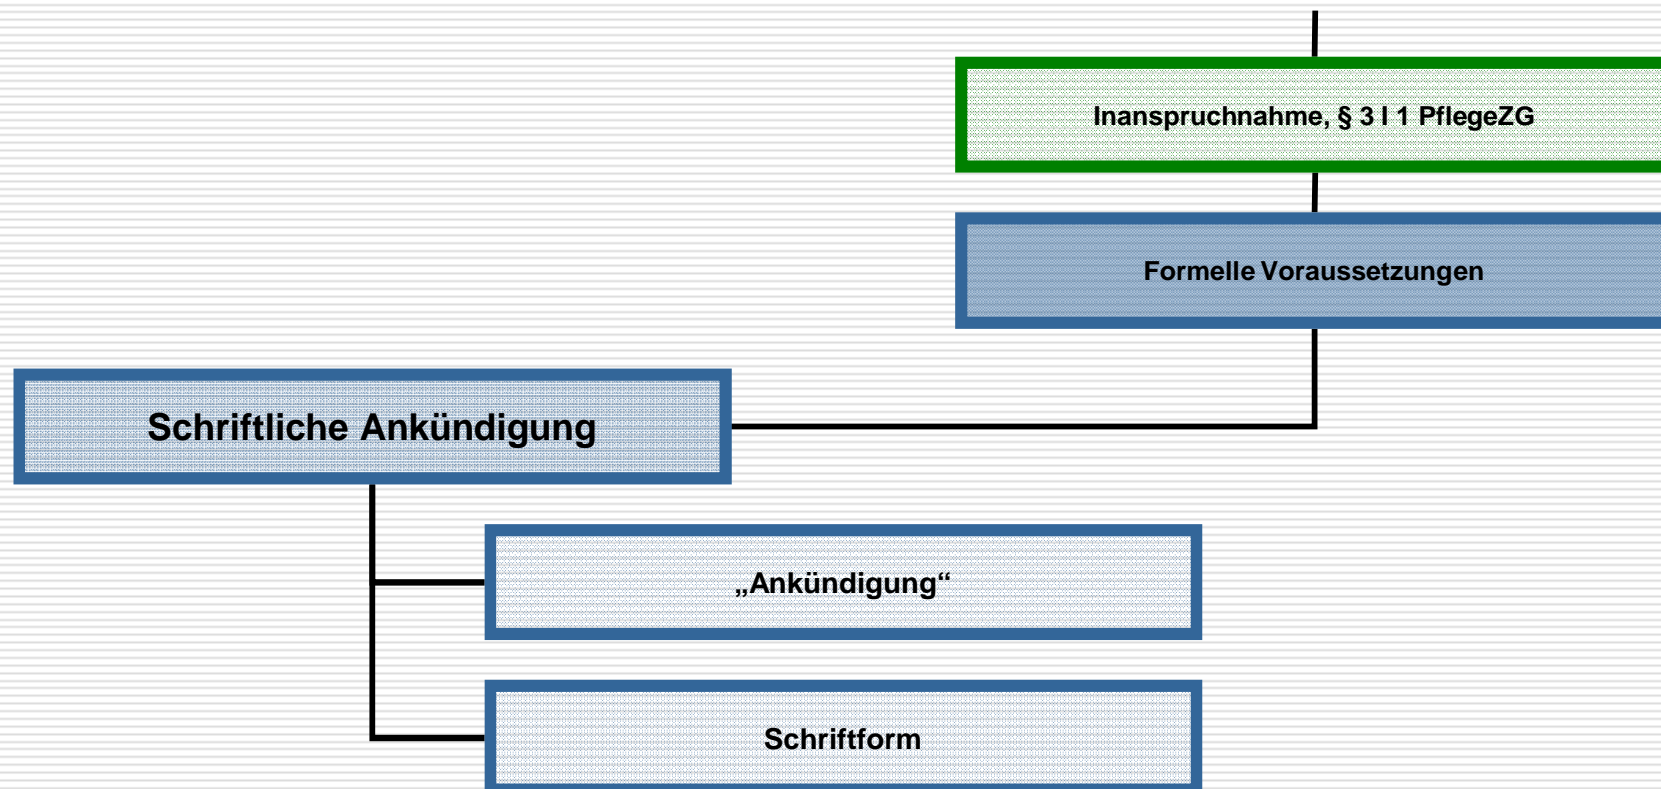 Inanspruchnahme, § 3 I 1 PflegeZG
Formelle Voraussetzungen
Schriftliche Ankündigung
„Ankündigung“
Schriftform